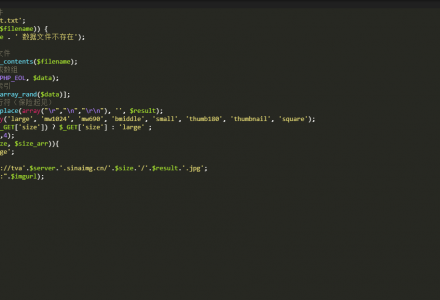 t.txt';
$filename)) {
e . ' 数据文件不存在');
文件
_contents($filename);
数组
PHP_EOL, $data);
索引
array_rand($data)];
行符（保险起见）
place(array("\r","\n","\r\n"), '', $result);
y('large', 'mw1024', 'mw690', 'bmiddle', 'small', 'thumb180', 'thumbnail', 'square');
_GET['size']) ? $_GET['size'] : 'large' ;
,4);
ze, $size_arr)){
ge';
://tva'.$server.'.sinaimg.cn/'.$size.'/'.$result.'.jpg';
:".$imgurl);